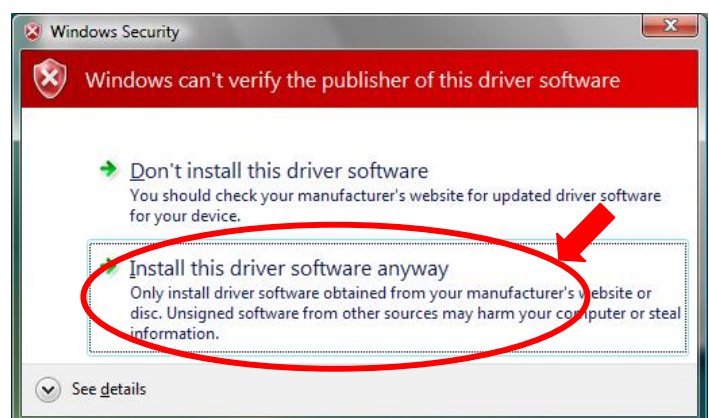 Windows Security
Windows can't verify the publisher of this driver software
Don't install this driver software
You should check your manufacturer's website for updated driver software
for your device.
Install this driver software anyway
Only install driver software obtained from your manufacturer's website or
disc. Unsigned software from other sources may harm your computer or steal
information.
See details